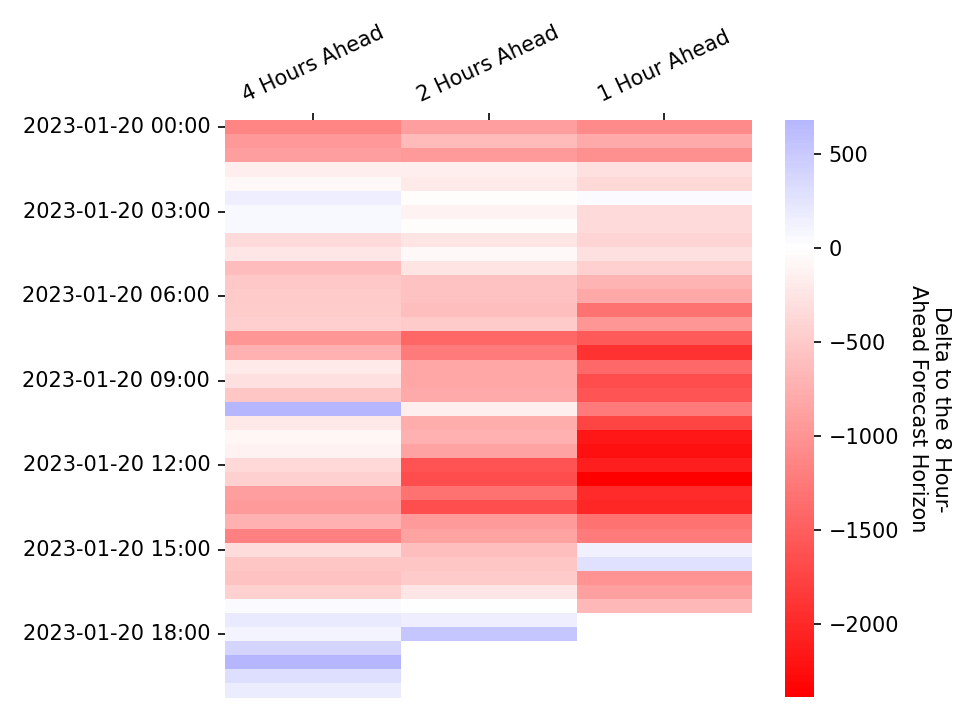 4 Hours Ahead
2 Hours Ahead
1 Hour Ahead
2023-01-20 00:00
2023-01-20 03:00
2023-01-20 06:00
2023-01-20 09:00
2023-01-20 12:00
2023-01-20 15:00
2023-01-20 18:00
500
0
−500
−1000
−1500
−2000
Delta to the 8 Hour-
Ahead Forecast Horizon